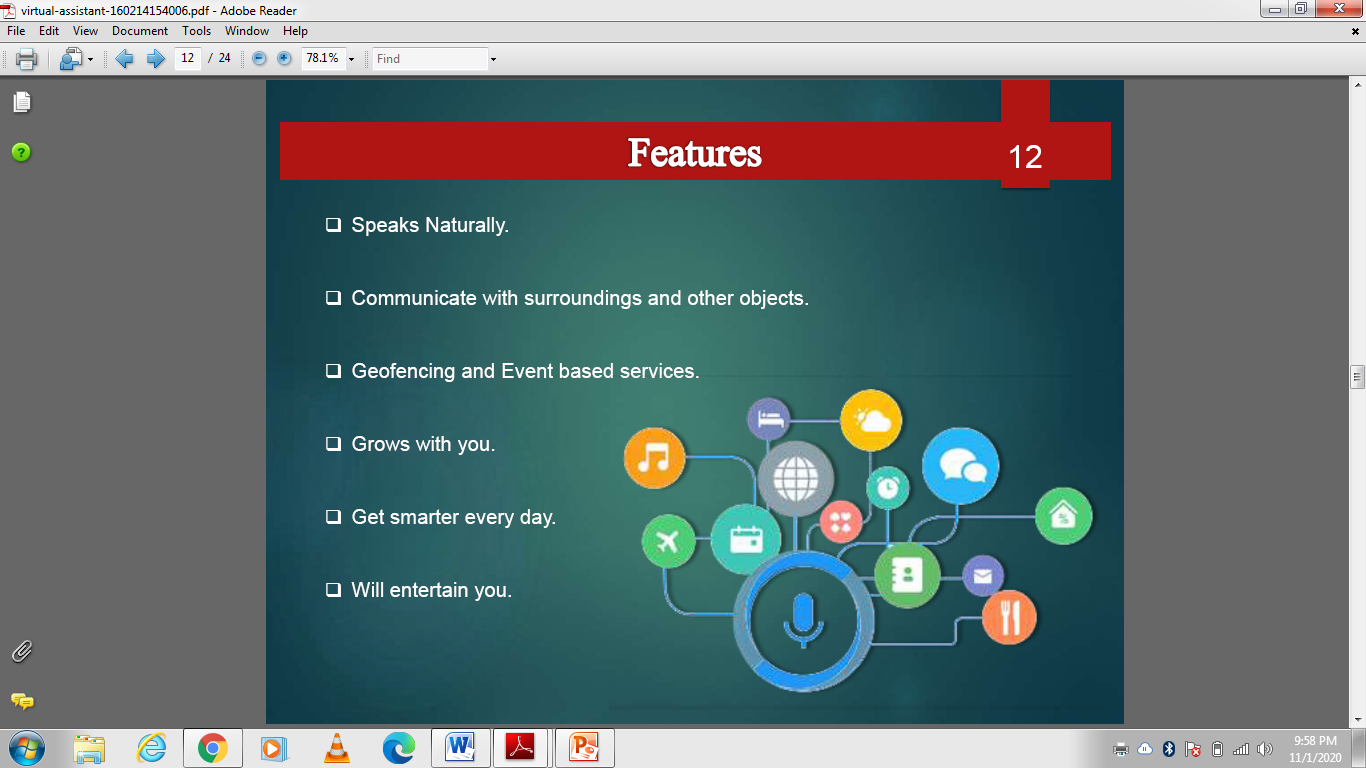 virtual-assistant-160214154006.pdf - Adobe Reader
File Edit View Document Tools Window Help
12 / 24 78.1% Find
Features
12
Speaks Naturally.
Communicate with surroundings and other objects.
Geofencing and Event based services.
Grows with you.
Get smarter every day.
Will entertain you.
9:58 PM
11/1/2020